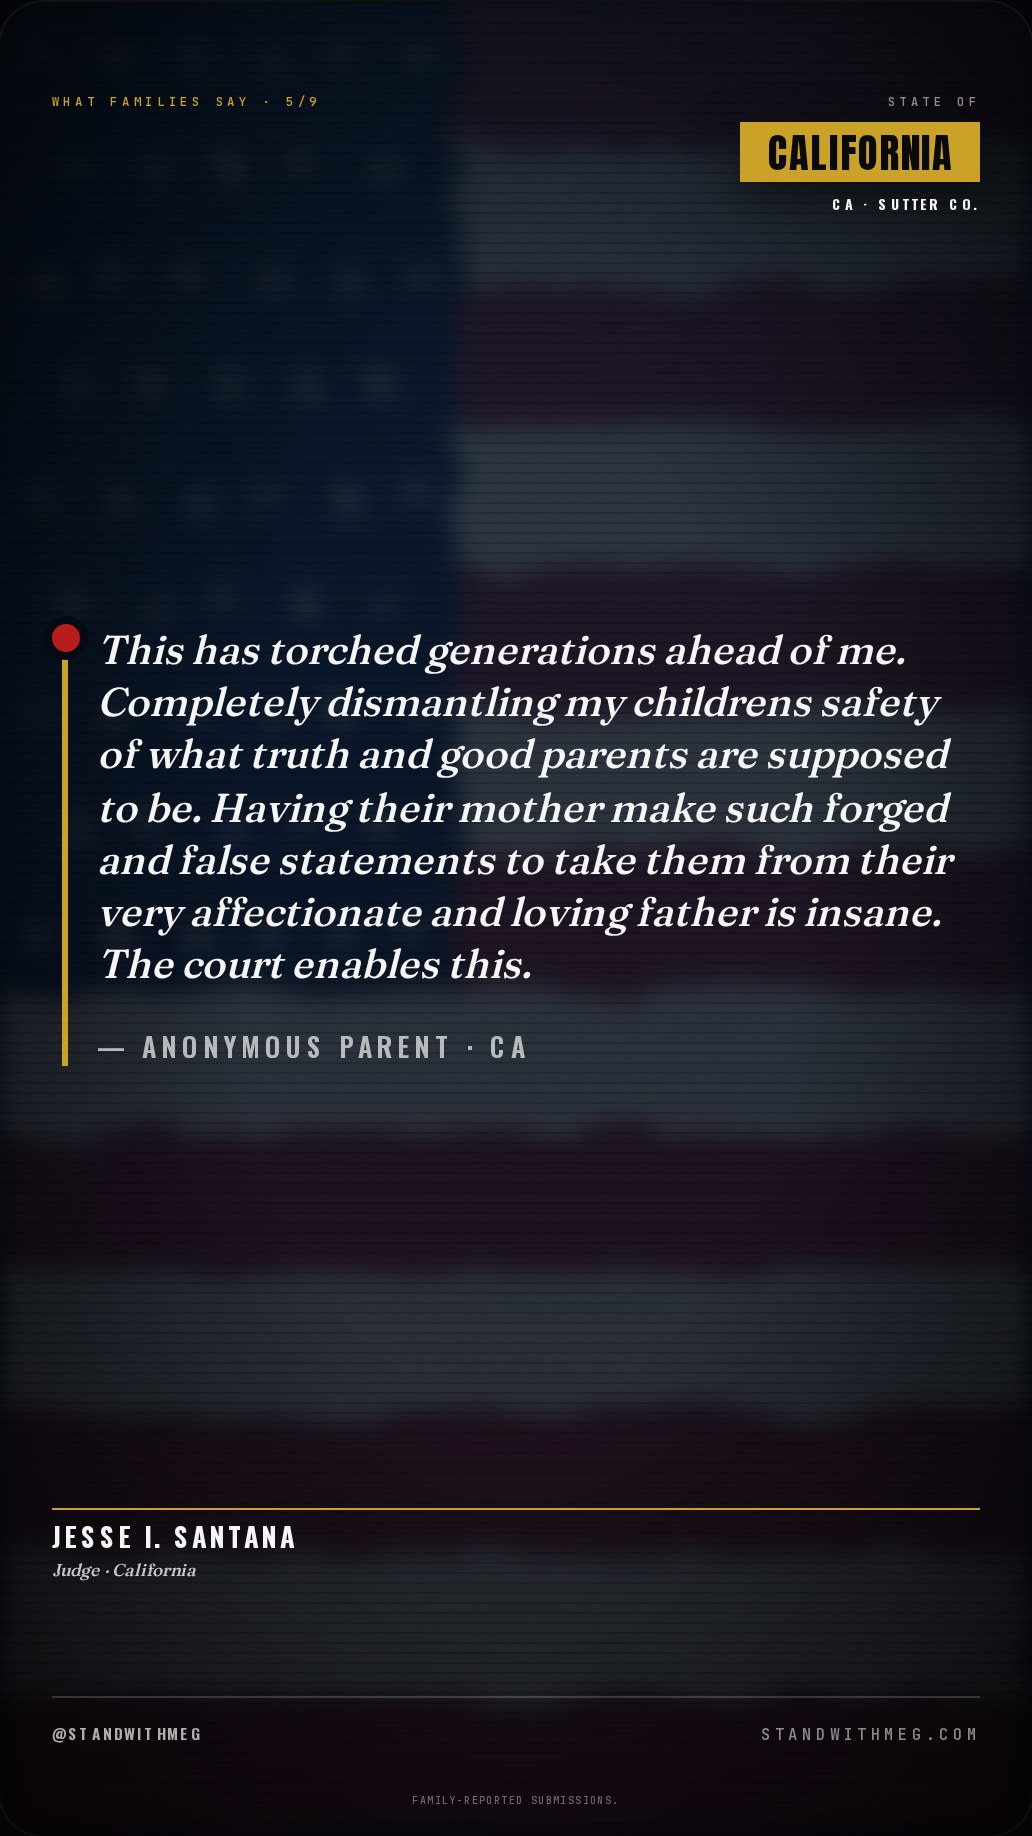 WHAT FAMILIES SAY · 5/9
STATE OF
CALIFORNIA
CA · SUTTER CO.
This has torched generations ahead of me.
Completely dismantling my childrens safety
of what truth and good parents are supposed
to be. Having their mother make such forged
and false statements to take them from their
very affectionate and loving father is insane.
The court enables this.
— ANONYMOUS PARENT · CA
JESSE I. SANTANA
Judge · California
@STANDWITHMEG
STANDWITHMEG.COM
FAMILY-REPORTED SUBMISSIONS.